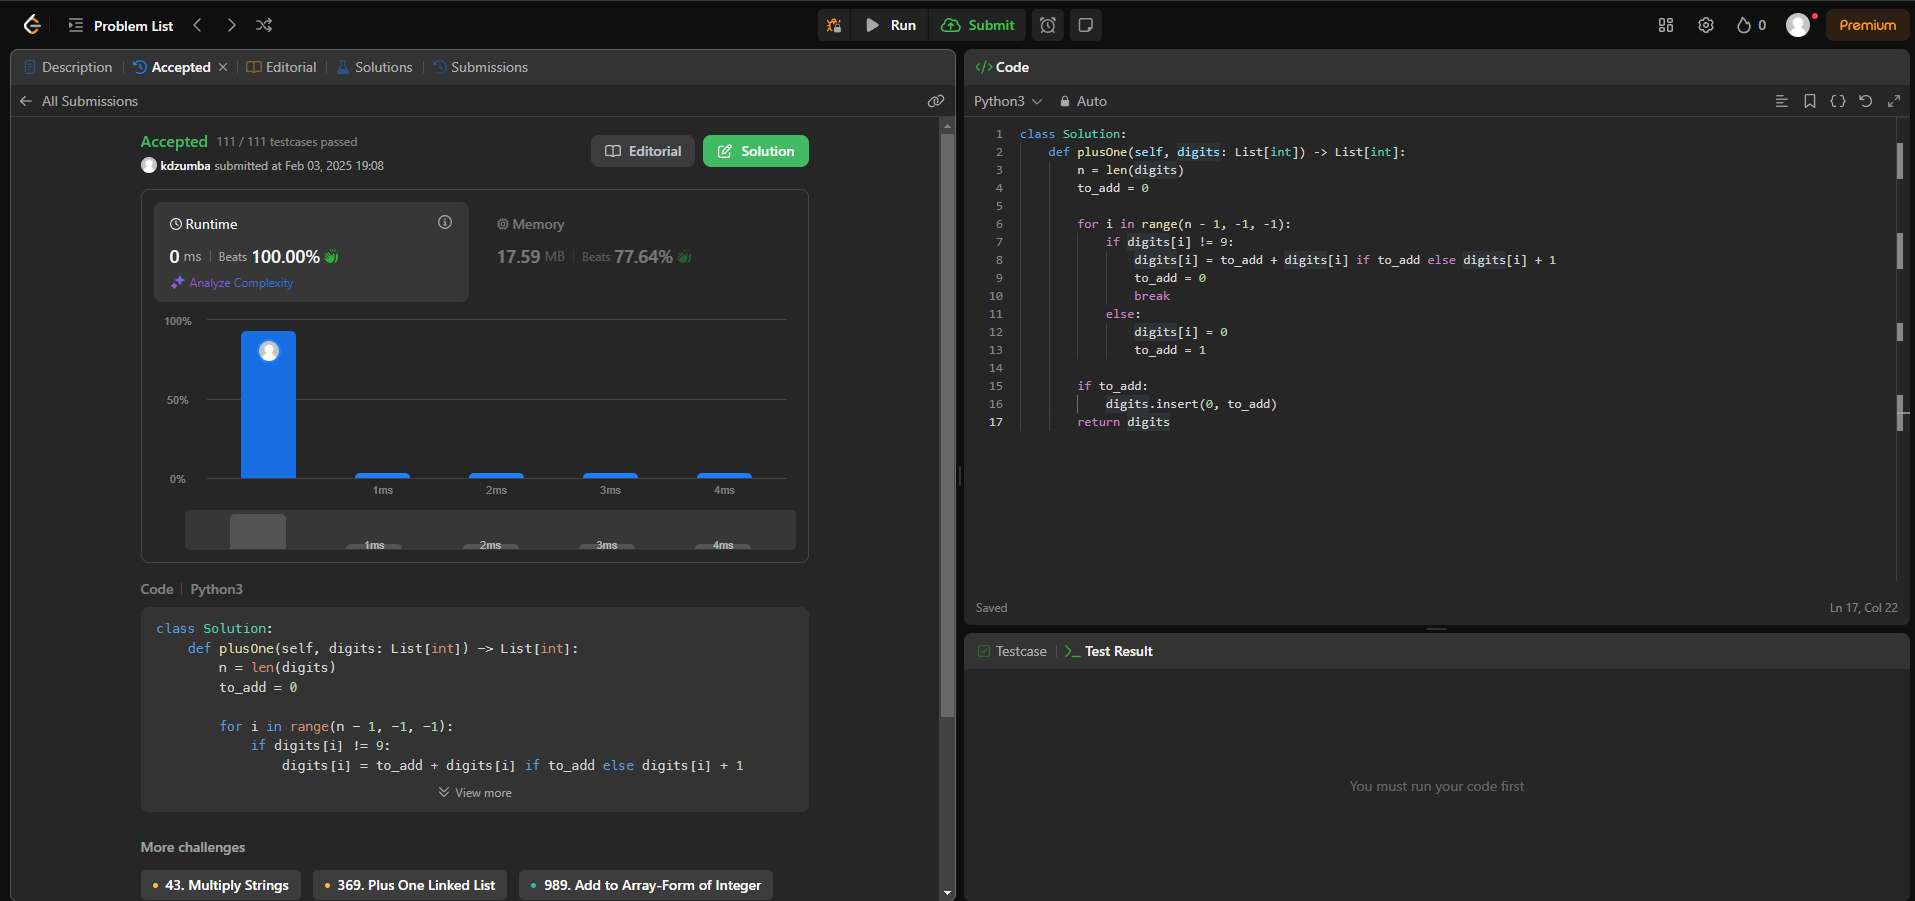 Problem List
Run
Submit
0
Premium
Description
Accepted
Editorial
Solutions
Submissions
All Submissions
Accepted 111 / 111 testcases passed
kdzumba submitted at Feb 03, 2025 19:08
Editorial
Solution
Runtime
0 ms Beats 100.00%
Analyze Complexity
Memory
17.59 MB Beats 77.64%
100%
50%
0%
1ms 2ms 3ms 4ms
1ms 2ms 3ms 4ms
Code Python3
class Solution:
    def plusOne(self, digits: List[int]) -> List[int]:
        n = len(digits)
        to_add = 0
        for i in range(n - 1, -1, -1):
            if digits[i] != 9:
                digits[i] = to_add + digits[i] if to_add else digits[i] + 1
View more
More challenges
43. Multiply Strings
369. Plus One Linked List
989. Add to Array-Form of Integer
</> Code
Python3 Auto
1 class Solution:
2     def plusOne(self, digits: List[int]) -> List[int]:
3         n = len(digits)
4         to_add = 0
5
6         for i in range(n - 1, -1, -1):
7             if digits[i] != 9:
8                 digits[i] = to_add + digits[i] if to_add else digits[i] + 1
9                 to_add = 0
10                 break
11             else:
12                 digits[i] = 0
13                 to_add = 1
14
15         if to_add:
16             digits.insert(0, to_add)
17         return digits
Saved
Ln 17, Col 22
Testcase
Test Result
You must run your code first